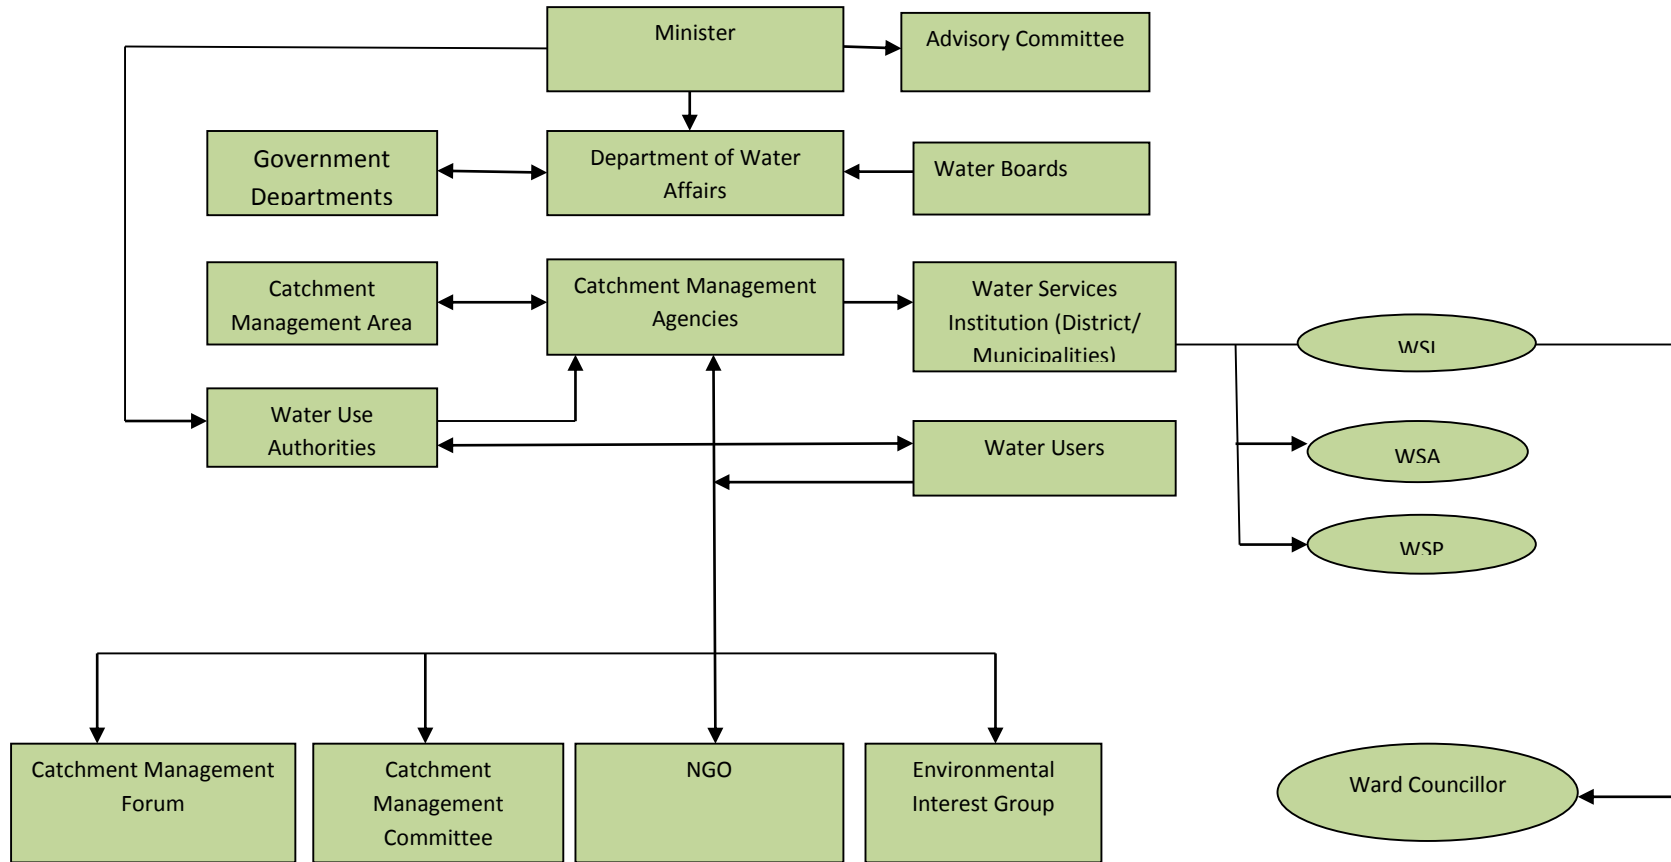 Minister
Advisory Committee
Government
Departments
Department of Water
Affairs
Water Boards
Catchment
Management Area
Catchment Management
Agencies
Water Services
Institution (District/
Municipalities)
WSI
Water Use
Authorities
Water Users
WSA
WSP
Catchment Management
Forum
Catchment
Management
Committee
NGO
Environmental
Interest Group
Ward Councillor